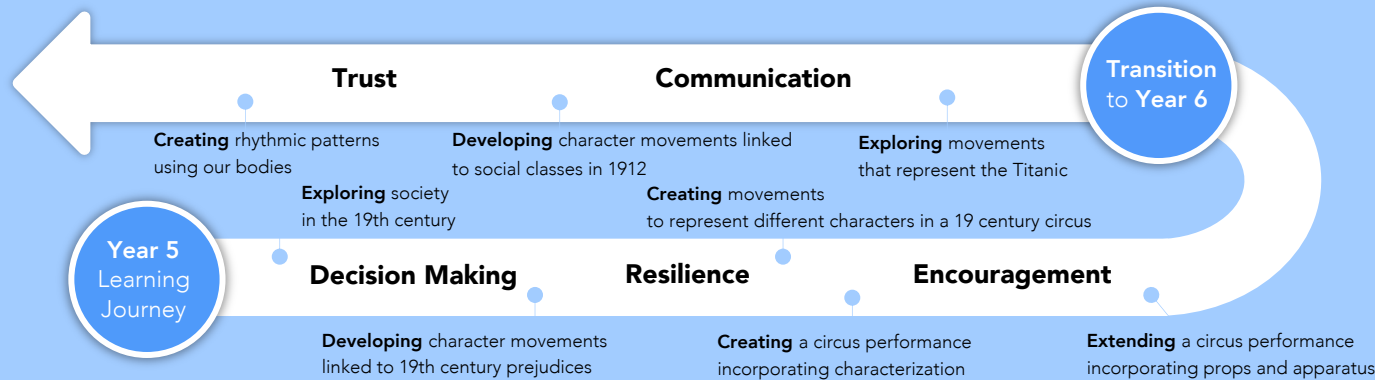 Trust
Communication
Transition
to Year 6
Creating rhythmic patterns
using our bodies
Developing character movements linked
to social classes in 1912
Exploring movements
that represent the Titanic
Exploring society
in the 19th century
Creating movements
to represent different characters in a 19 century circus
Year 5
Learning
Journey
Decision Making
Resilience
Encouragement
Developing character movements
linked to 19th century prejudices
Creating a circus performance
incorporating characterization
Extending a circus performance
incorporating props and apparatus